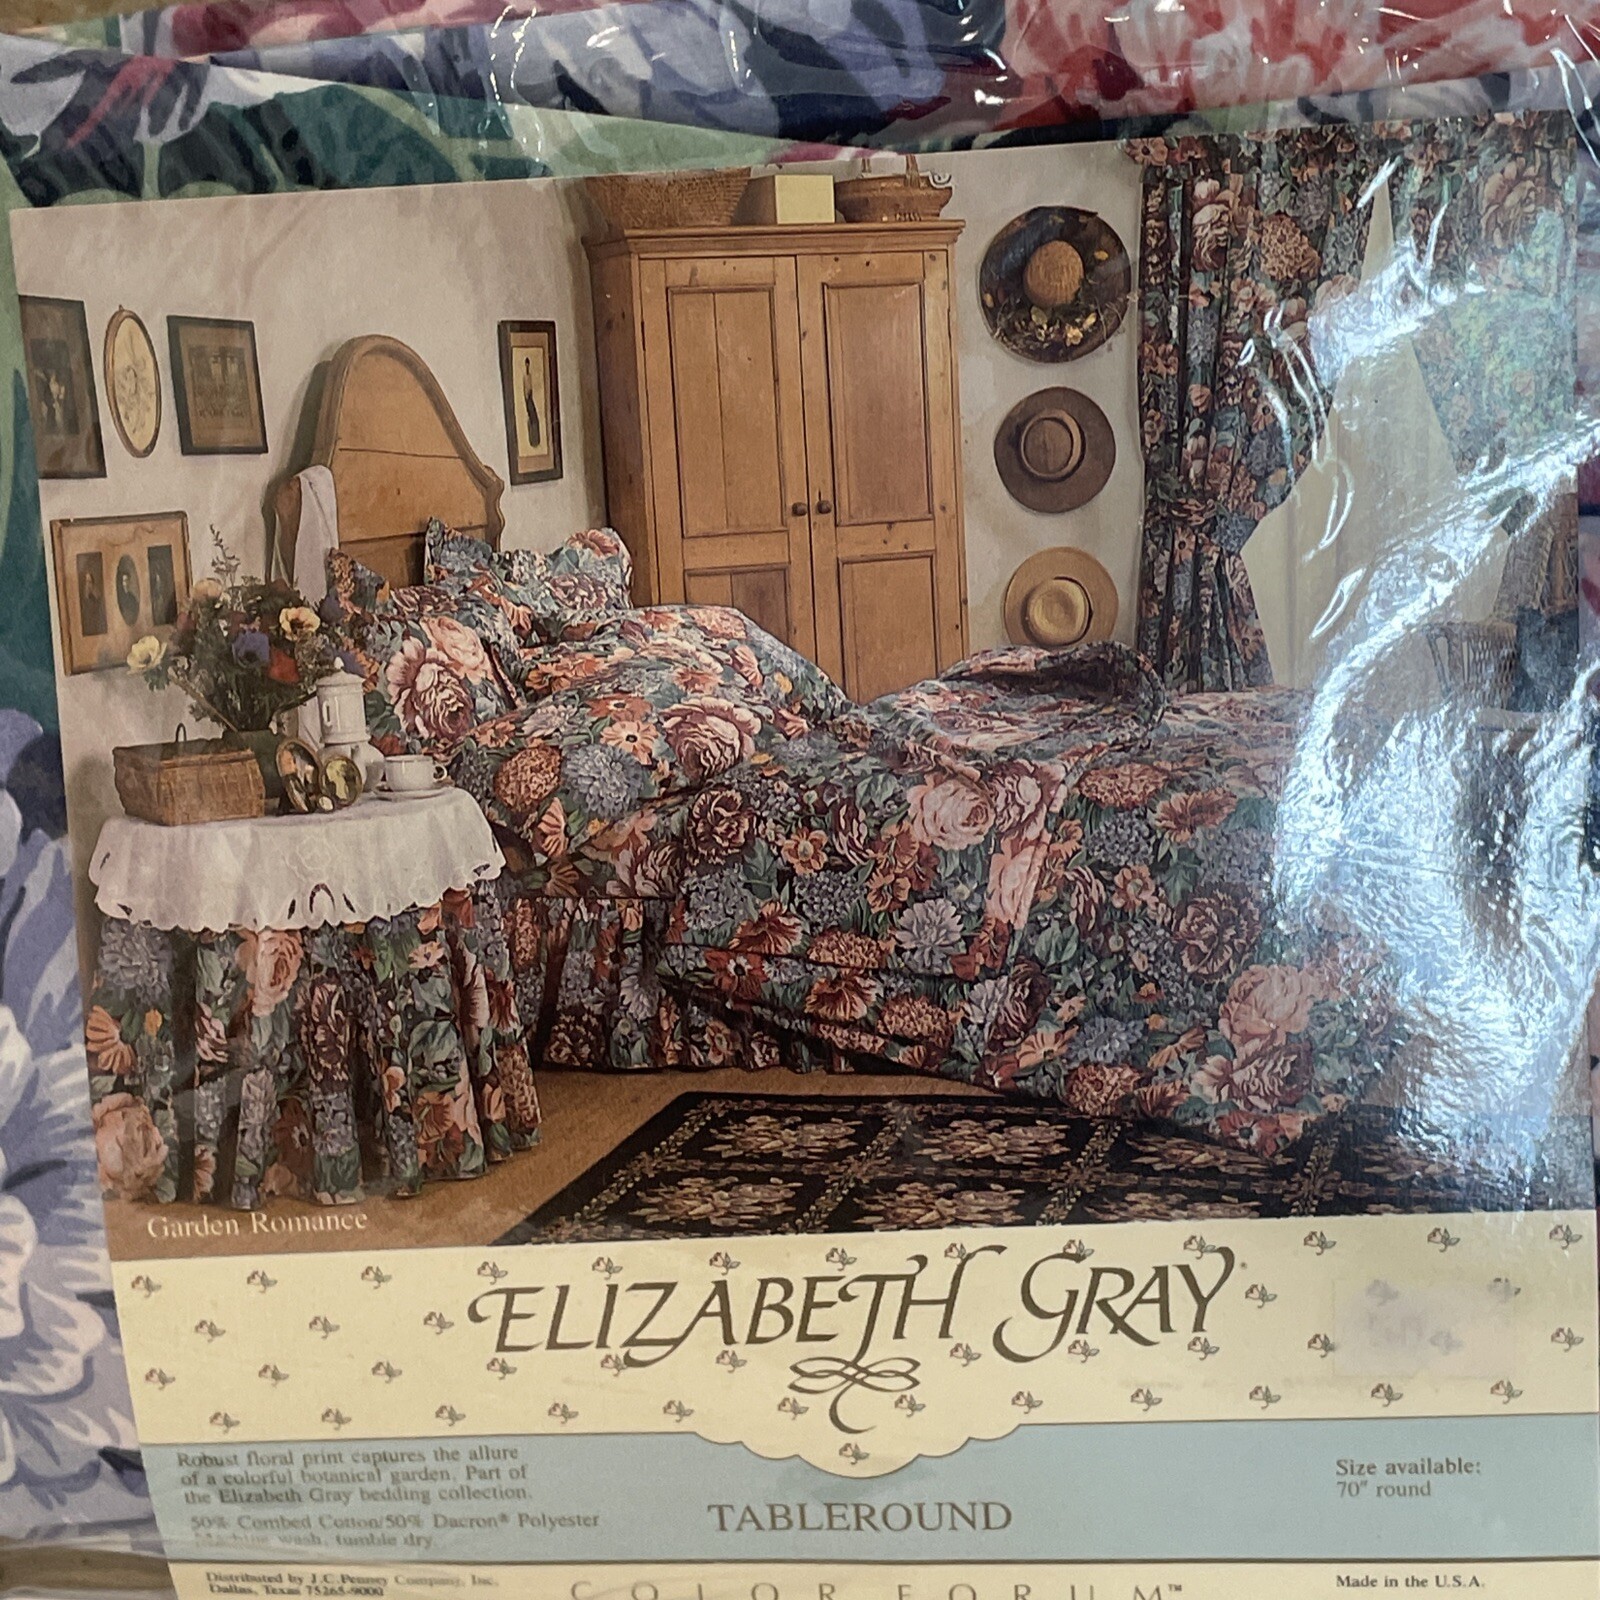 Garden Romance
ELIZABETH GRAY
Robust floral print captures the allure
of a colorful botanical garden. Part of
the Elizabeth Gray bedding collection.
50% Combed Cotton/50% Dacron® Polyester
Machine wash, tumble dry.
TABLEROUND
Size available:
70" round
Distributed by J.C.Penney Company, Inc.
Dallas, Texas 75265-9000
COLOR FORUM™
Made in the U.S.A.